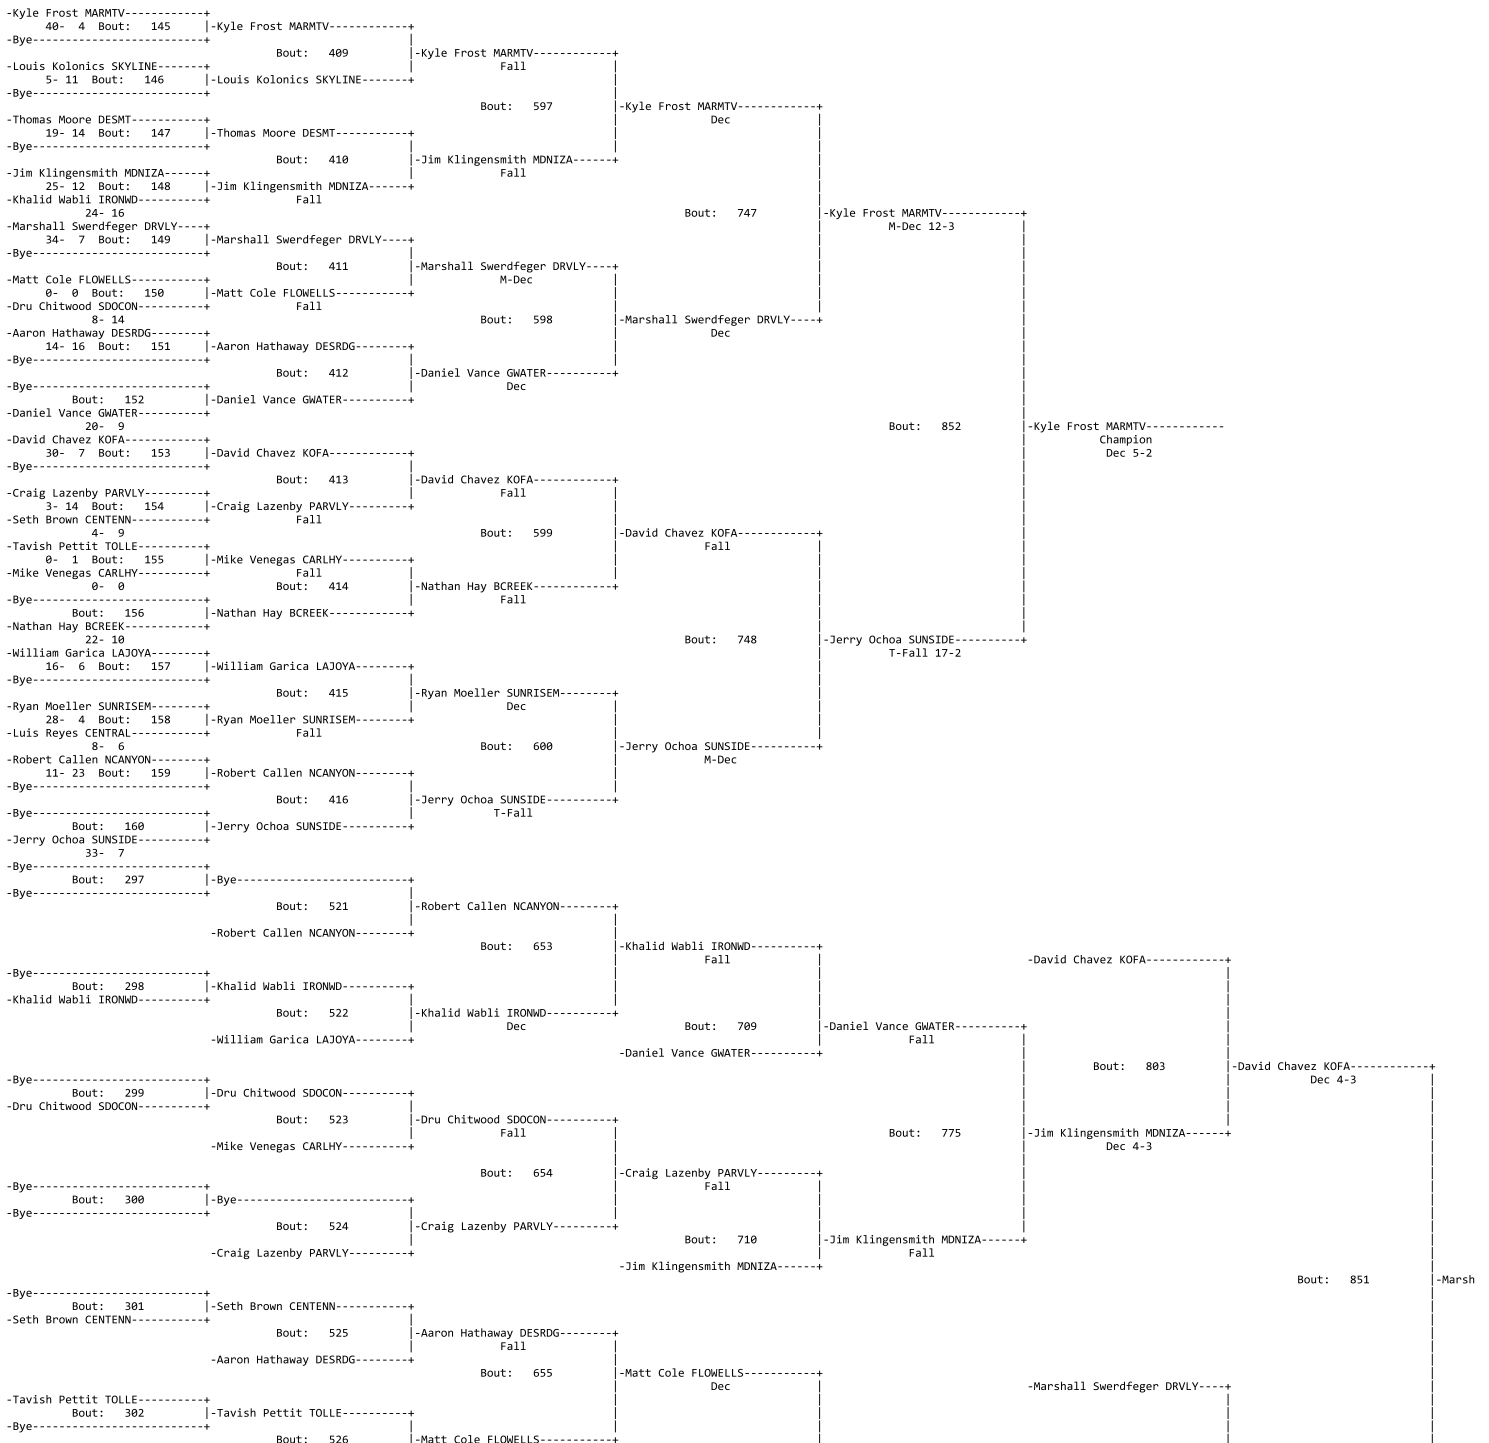 -Kyle Frost MARMTV------------+
40-  4  Bout:   145     |-Kyle Frost MARMTV------------+
-Bye--------------------------+                              |
Bout:   409          |-Kyle Frost MARMTV------------+
-Louis Kolonics SKYLINE-------+                              |             Fall             |
5- 11  Bout:   146      |-Louis Kolonics SKYLINE-------+                              |
-Bye--------------------------+                                                             |
Bout:   597          |-Kyle Frost MARMTV------------+
-Thomas Moore DESMT-----------+                                                             |              Dec             |
19- 14  Bout:   147     |-Thomas Moore DESMT-----------+                              |                              |
-Bye--------------------------+                              |                              |                              |
Bout:   410          |-Jim Klingensmith MDNIZA------+                              |
-Jim Klingensmith MDNIZA------+                              |             Fall                                            |
25- 12  Bout:   148     |-Jim Klingensmith MDNIZA------+                                                             |
-Khalid Wabli IRONWD----------+             Fall                                                                           |
24- 16                                                                                     Bout:   747          |-Kyle Frost MARMTV------------+
-Marshall Swerdfeger DRVLY----+                                                                                            |          M-Dec 12-3          |
34-  7  Bout:   149     |-Marshall Swerdfeger DRVLY----+                                                             |                              |
-Bye--------------------------+                              |                                                             |                              |
Bout:   411          |-Marshall Swerdfeger DRVLY----+                              |                              |
-Matt Cole FLOWELLS-----------+                              |             M-Dec            |                              |                              |
0-  0  Bout:   150      |-Matt Cole FLOWELLS-----------+                              |                              |                              |
-Dru Chitwood SDOCON----------+             Fall                                            |                              |                              |
8- 14                                                      Bout:   598          |-Marshall Swerdfeger DRVLY----+                              |
-Aaron Hathaway DESRDG--------+                                                             |              Dec                                            |
14- 16  Bout:   151     |-Aaron Hathaway DESRDG--------+                              |                                                             |
-Bye--------------------------+                              |                              |                                                             |
Bout:   412          |-Daniel Vance GWATER----------+                                                             |
-Bye--------------------------+                              |              Dec                                                                           |
Bout:   152          |-Daniel Vance GWATER----------+                                                                                            |
-Daniel Vance GWATER----------+                                                                                                                           |
20-  9                                                                                                                    Bout:   852          |-Kyle Frost MARMTV------------
-David Chavez KOFA------------+                                                                                                                           |           Champion
30-  7  Bout:   153     |-David Chavez KOFA------------+                                                                                            |            Dec 5-2
-Bye--------------------------+                              |                                                                                            |
Bout:   413          |-David Chavez KOFA------------+                                                             |
-Craig Lazenby PARVLY---------+                              |             Fall             |                                                             |
3- 14  Bout:   154      |-Craig Lazenby PARVLY---------+                              |                                                             |
-Seth Brown CENTENN-----------+             Fall                                            |                                                             |
4-  9                                                      Bout:   599          |-David Chavez KOFA------------+                              |
-Tavish Pettit TOLLE----------+                                                             |             Fall             |                              |
0-  1  Bout:   155      |-Mike Venegas CARLHY----------+                              |                              |                              |
-Mike Venegas CARLHY----------+             Fall             |                              |                              |                              |
0-  0                       Bout:   414          |-Nathan Hay BCREEK------------+                              |                              |
-Bye--------------------------+                              |             Fall                                            |                              |
Bout:   156          |-Nathan Hay BCREEK------------+                                                             |                              |
-Nathan Hay BCREEK------------+                                                                                            |                              |
22- 10                                                                                     Bout:   748          |-Jerry Ochoa SUNSIDE----------+
-William Garica LAJOYA--------+                                                                                            |          T-Fall 17-2
16-  6  Bout:   157     |-William Garica LAJOYA--------+                                                             |
-Bye--------------------------+                              |                                                             |
Bout:   415          |-Ryan Moeller SUNRISEM--------+                              |
-Ryan Moeller SUNRISEM--------+                              |              Dec             |                              |
28-  4  Bout:   158     |-Ryan Moeller SUNRISEM--------+                              |                              |
-Luis Reyes CENTRAL-----------+             Fall                                            |                              |
8-  6                                                      Bout:   600          |-Jerry Ochoa SUNSIDE----------+
-Robert Callen NCANYON--------+                                                             |             M-Dec
11- 23  Bout:   159     |-Robert Callen NCANYON--------+                              |
-Bye--------------------------+                              |                              |
Bout:   416          |-Jerry Ochoa SUNSIDE----------+
-Bye--------------------------+                              |            T-Fall
Bout:   160          |-Jerry Ochoa SUNSIDE----------+
-Jerry Ochoa SUNSIDE----------+
33-  7
-Bye--------------------------+
Bout:   297          |-Bye--------------------------+
-Bye--------------------------+                              |
Bout:   521          |-Robert Callen NCANYON--------+
-Robert Callen NCANYON--------+                              |
Bout:   653          |-Khalid Wabli IRONWD----------+
|             Fall             |                               -David Chavez KOFA------------+
-Bye--------------------------+
Bout:   298          |-Khalid Wabli IRONWD----------+
-Khalid Wabli IRONWD----------+
Bout:   522          |-Khalid Wabli IRONWD----------+
|              Dec                        Bout:   709          |-Daniel Vance GWATER----------+
-William Garica LAJOYA--------+                                                             |             Fall             |
-Daniel Vance GWATER----------+
Bout:   803          |-David Chavez KOFA------------+
-Bye--------------------------+                                            |            Dec 4-3           |
Bout:   299          |-Dru Chitwood SDOCON----------+
-Dru Chitwood SDOCON----------+
Bout:   523          |-Dru Chitwood SDOCON----------+
|             Fall             |                                        Bout:   775          |-Jim Klingensmith MDNIZA------+
-Mike Venegas CARLHY----------+                                            |            Dec 4-3
Bout:   654          |-Craig Lazenby PARVLY---------+
-Bye--------------------------+                                            |             Fall             |
Bout:   300          |-Bye--------------------------+
-Bye--------------------------+
Bout:   524          |-Craig Lazenby PARVLY---------+
Bout:   710          |-Jim Klingensmith MDNIZA------+
-Craig Lazenby PARVLY---------+                                            |             Fall
-Jim Klingensmith MDNIZA------+
Bout:   851          |-Marsh
-Bye--------------------------+
Bout:   301          |-Seth Brown CENTENN-----------+
-Seth Brown CENTENN-----------+
Bout:   525          |-Aaron Hathaway DESRDG--------+
|             Fall             |
-Aaron Hathaway DESRDG--------+
Bout:   655          |-Matt Cole FLOWELLS-----------+
|              Dec             |                               -Marshall Swerdfeger DRVLY----+
-Tavish Pettit TOLLE----------+
Bout:   302          |-Tavish Pettit TOLLE----------+
-Bye--------------------------+
Bout:   526          |-Matt Cole FLOWELLS-----------+